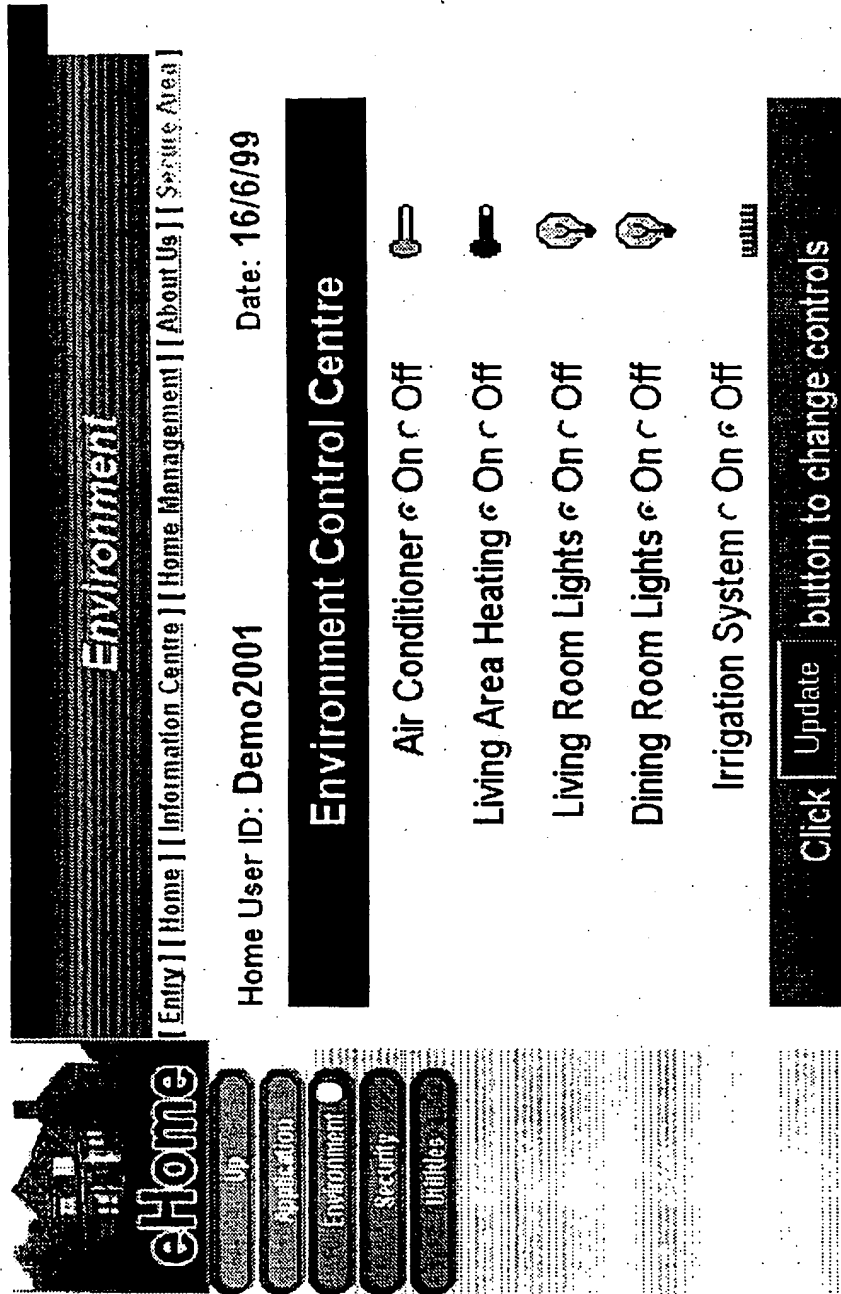 Environment
[ Entry ] [ Home ] [ Information Centre ] [ Home Management ] [ About Us ] [ Secure Area ]
eHome
Up
Application
Environment
Security
Utilities
Home User ID: Demo2001 Date: 16/6/99
Environment Control Centre
Air Conditioner On Off
Living Area Heating On Off
Living Room Lights On Off
Dining Room Lights On Off
Irrigation System On Off
Click Update button to change controls